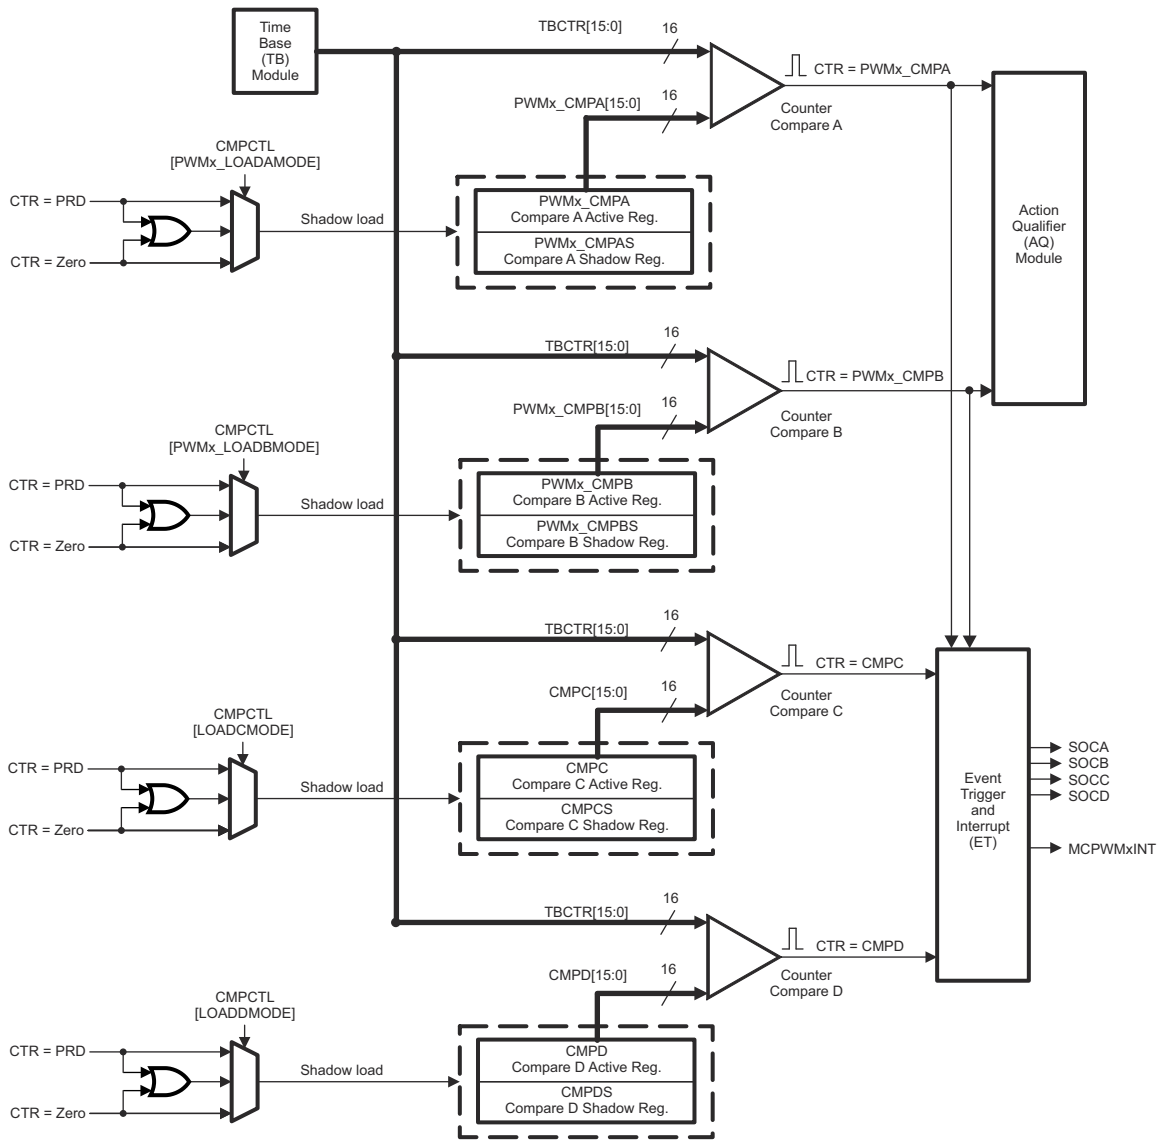 Time
Base
(TB)
Module
TBCTR[15:0]
16
CTR = PWMx_CMPA
PWMx_CMPA[15:0]
16
Counter
Compare A
CMPCTL
[PWMx_LOADAMODE]
CTR = PRD
CTR = Zero
Shadow load
PWMx_CMPA
Compare A Active Reg.
PWMx_CMPAS
Compare A Shadow Reg.
Action
Qualifier
(AQ)
Module
TBCTR[15:0]
16
CTR = PWMx_CMPB
PWMx_CMPB[15:0]
16
Counter
Compare B
CMPCTL
[PWMx_LOADBMODE]
CTR = PRD
CTR = Zero
Shadow load
PWMx_CMPB
Compare B Active Reg.
PWMx_CMPBS
Compare B Shadow Reg.
TBCTR[15:0]
16
CTR = CMPC
CMPC[15:0]
16
Counter
Compare C
CMPCTL
[LOADCMODE]
CTR = PRD
CTR = Zero
Shadow load
CMPC
Compare C Active Reg.
CMPCS
Compare C Shadow Reg.
Event
Trigger
and
Interrupt
(ET)
SOCA
SOCB
SOCC
SOCD
MCPWMxINT
TBCTR[15:0]
16
CTR = CMPD
CMPD[15:0]
16
Counter
Compare D
CMPCTL
[LOADDMODE]
CTR = PRD
CTR = Zero
Shadow load
CMPD
Compare D Active Reg.
CMPDS
Compare D Shadow Reg.